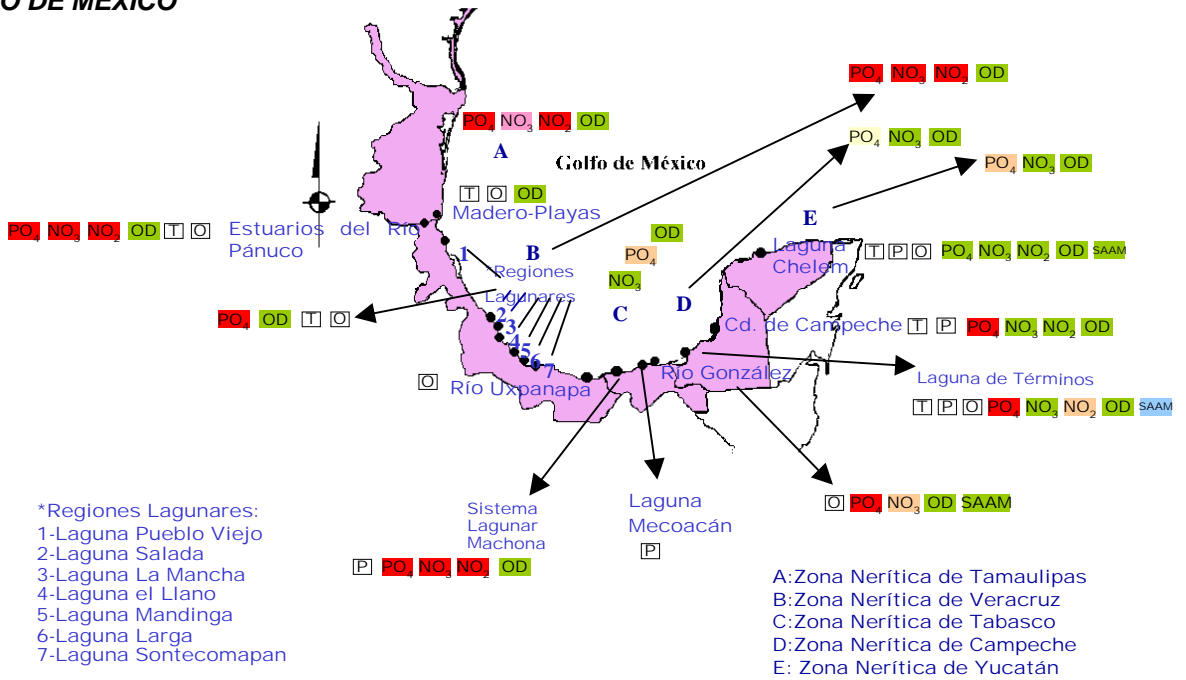 O DE MÉXICO
PO4 NO3 NO2 OD
PO4 NO3 NO2 OD
A
Golfo de México
PO4 NO3 OD
PO4 NO3 OD
T O OD
Madero-Playas
E
PO4 NO3 NO2 OD T O
Estuarios del Río
Pánuco
OD
B
1
PO4
Laguna
Chelem
T P O PO4 NO3 NO2 OD SAAM
*Regiones
Lagunares
NO3
D
C
2
PO4 OD T O
3
Cd. de Campeche T P PO4 NO3 NO2 OD
4
5
6
7
O
Río Uxpanapa
Río González
Laguna de Términos
T P O PO4 NO3 NO2 OD SAAM
Sistema
Lagunar
Machona
P PO4 NO3 NO2 OD
Laguna
Mecoacán
P
O PO4 NO3 OD SAAM
*Regiones Lagunares:
1-Laguna Pueblo Viejo
2-Laguna Salada
3-Laguna La Mancha
4-Laguna el Llano
5-Laguna Mandinga
6-Laguna Larga
7-Laguna Sontecomapan
A:Zona Nerítica de Tamaulipas
B:Zona Nerítica de Veracruz
C:Zona Nerítica de Tabasco
D:Zona Nerítica de Campeche
E: Zona Nerítica de Yucatán